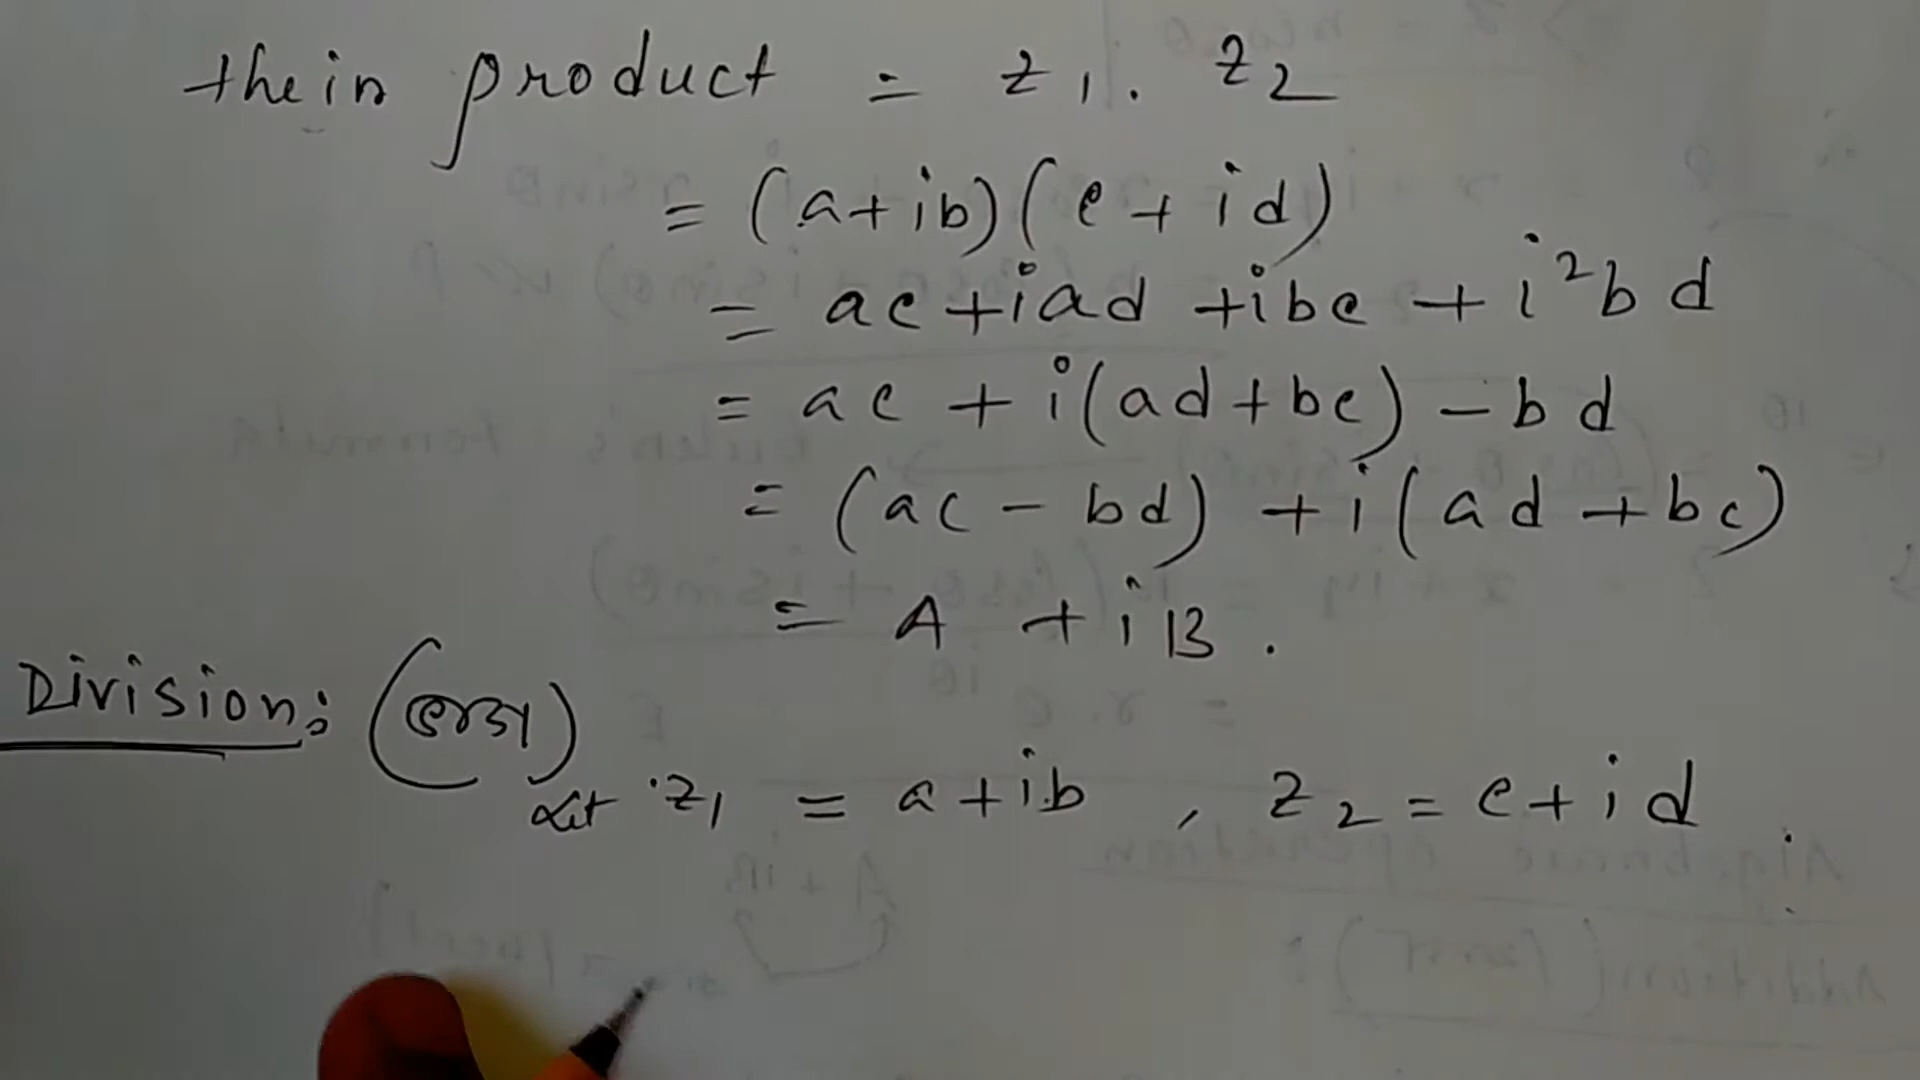 their product = z₁. z₂
= (a+ib)(c+id)
= ac+iad +ibc + i²bd
= ac + i(ad+bc) - bd
= (ac - bd) + i(ad + bc)
= A + iB.
Division: (ভাগ)
Let z₁ = a+ib, z₂ = c+id.